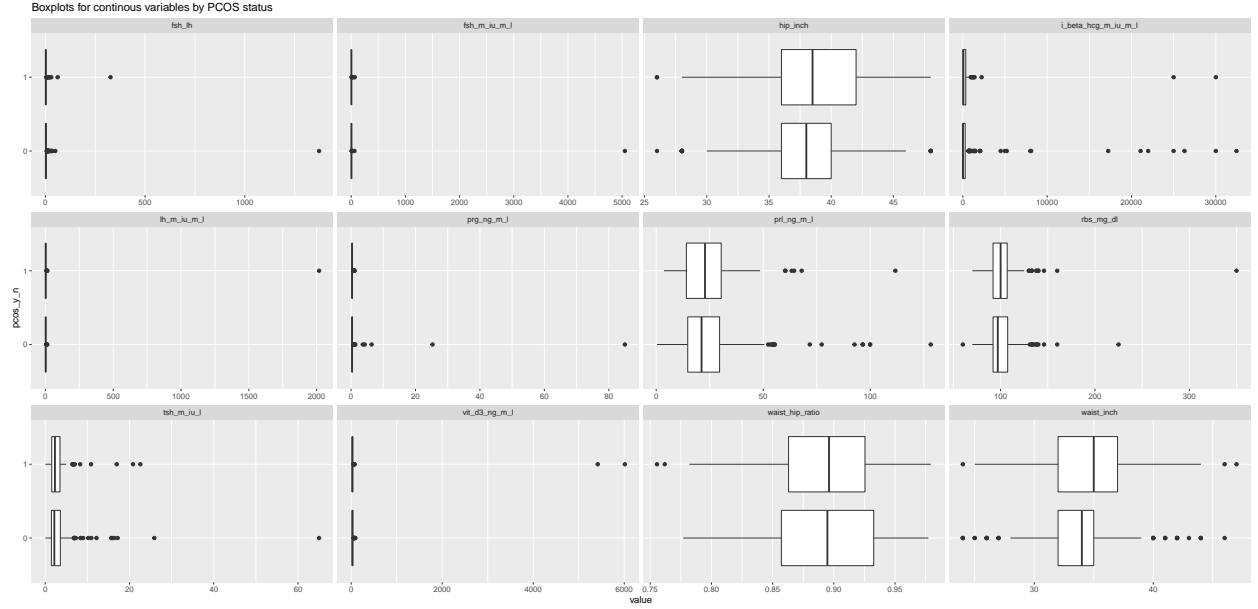 Boxplots for continous variables by PCOS status
fsh_lh
fsh_m_iu_m_l
hip_inch
i_beta_hcg_m_iu_m_l
1
0
0 500 1000
0 1000 2000 3000 4000 5000
25 30 35 40 45
0 10000 20000 30000
lh_m_iu_m_l
prg_ng_m_l
prl_ng_m_l
rbs_mg_dl
1
0
0 500 1000 1500 2000
0 20 40 60 80
0 50 100
100 200 300
tsh_m_iu_l
vit_d3_ng_m_l
waist_hip_ratio
waist_inch
1
0
0 20 40 60
0 2000 4000 6000
0.75 0.80 0.85 0.90 0.95
30 40
pcos_y_n
value